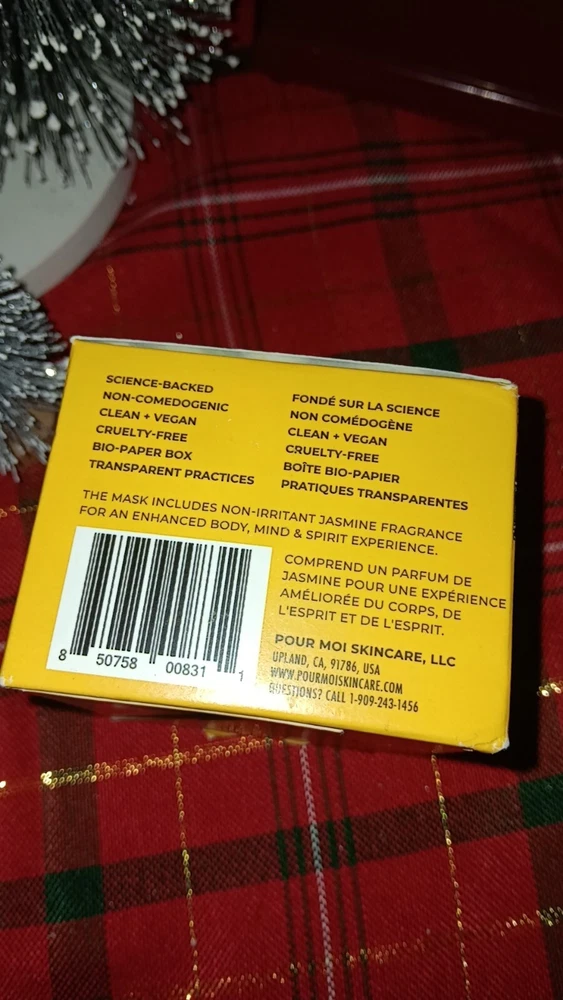 SCIENCE-BACKED
NON-COMEDOGENIC
CLEAN + VEGAN
CRUELTY-FREE
BIO-PAPER BOX
TRANSPARENT PRACTICES
FONDÉ SUR LA SCIENCE
NON COMÉDOGÈNE
CLEAN + VEGAN
CRUELTY-FREE
BOÎTE BIO-PAPIER
PRATIQUES TRANSPARENTES
THE MASK INCLUDES NON-IRRITANT JASMINE FRAGRANCE
FOR AN ENHANCED BODY, MIND & SPIRIT EXPERIENCE.
COMPREND UN PARFUM DE
JASMINE POUR UNE EXPÉRIENCE
AMÉLIORÉE DU CORPS, DE
L'ESPRIT ET DE L'ESPRIT.
POUR MOI SKINCARE, LLC
UPLAND, CA, 91786, USA
WWW.POURMOISKINCARE.COM
QUESTIONS? CALL 1-909-243-1456
8 50758 00831 1